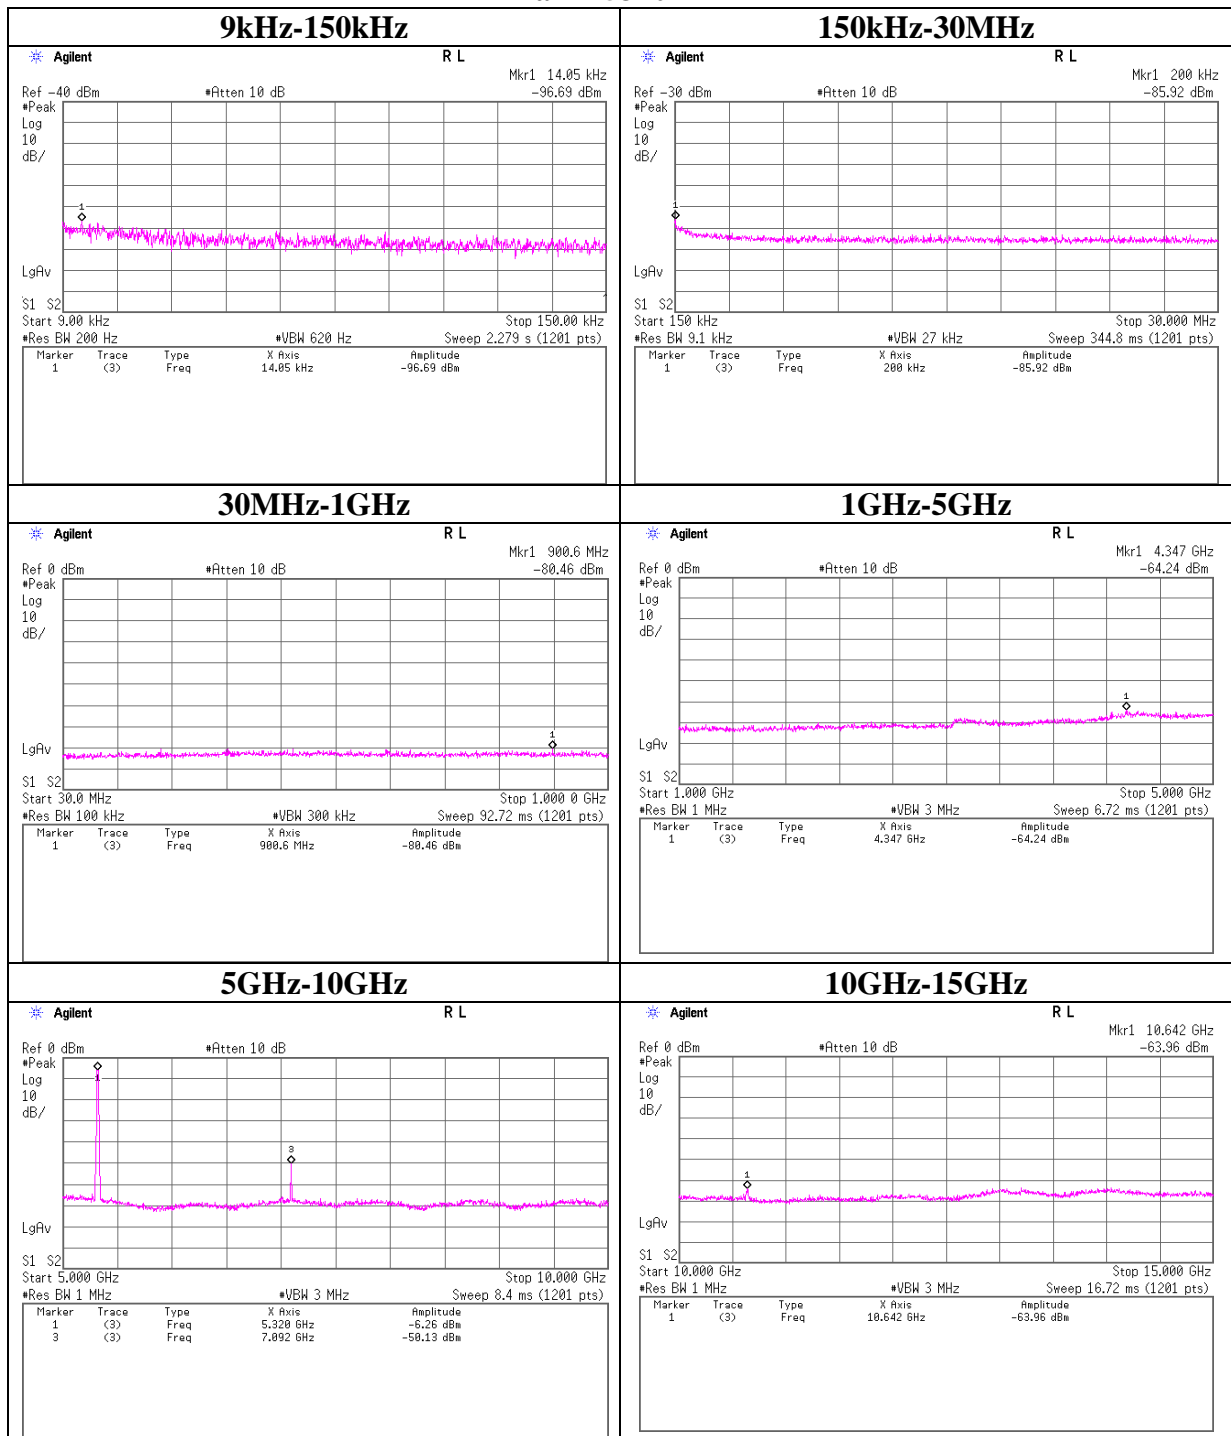 9kHz-150kHz
Agilent
R L
Mkr1 14.05 kHz
Ref -40 dBm #Atten 10 dB -96.69 dBm
#Peak
Log
10
dB/
1
LgAv
S1 S2
Start 9.00 kHz Stop 150.00 kHz
#Res BW 200 Hz #VBW 620 Hz Sweep 2.279 s (1201 pts)
Marker Trace Type X Axis Amplitude
1 (3) Freq 14.05 kHz -96.69 dBm
150kHz-30MHz
Agilent
R L
Mkr1 200 kHz
Ref -30 dBm #Atten 10 dB -85.92 dBm
#Peak
Log
10
dB/
1
LgAv
S1 S2
Start 150 kHz Stop 30.000 MHz
#Res BW 9.1 kHz #VBW 27 kHz Sweep 344.8 ms (1201 pts)
Marker Trace Type X Axis Amplitude
1 (3) Freq 200 kHz -85.92 dBm
30MHz-1GHz
Agilent
R L
Mkr1 900.6 MHz
Ref 0 dBm #Atten 10 dB -80.46 dBm
#Peak
Log
10
dB/
1
LgAv
S1 S2
Start 30.0 MHz Stop 1.000 0 GHz
#Res BW 100 kHz #VBW 300 kHz Sweep 92.72 ms (1201 pts)
Marker Trace Type X Axis Amplitude
1 (3) Freq 900.6 MHz -80.46 dBm
1GHz-5GHz
Agilent
R L
Mkr1 4.347 GHz
Ref 0 dBm #Atten 10 dB -64.24 dBm
#Peak
Log
10
dB/
1
LgAv
S1 S2
Start 1.000 GHz Stop 5.000 GHz
#Res BW 1 MHz #VBW 3 MHz Sweep 6.72 ms (1201 pts)
Marker Trace Type X Axis Amplitude
1 (3) Freq 4.347 GHz -64.24 dBm
5GHz-10GHz
Agilent
R L
Ref 0 dBm #Atten 10 dB
#Peak
Log
10
dB/
1
3
LgAv
S1 S2
Start 5.000 GHz Stop 10.000 GHz
#Res BW 1 MHz #VBW 3 MHz Sweep 8.4 ms (1201 pts)
Marker Trace Type X Axis Amplitude
1 (3) Freq 5.320 GHz -6.26 dBm
3 (3) Freq 7.092 GHz -50.13 dBm
10GHz-15GHz
Agilent
R L
Mkr1 10.642 GHz
Ref 0 dBm #Atten 10 dB -63.96 dBm
#Peak
Log
10
dB/
1
LgAv
S1 S2
Start 10.000 GHz Stop 15.000 GHz
#Res BW 1 MHz #VBW 3 MHz Sweep 16.72 ms (1201 pts)
Marker Trace Type X Axis Amplitude
1 (3) Freq 10.642 GHz -63.96 dBm